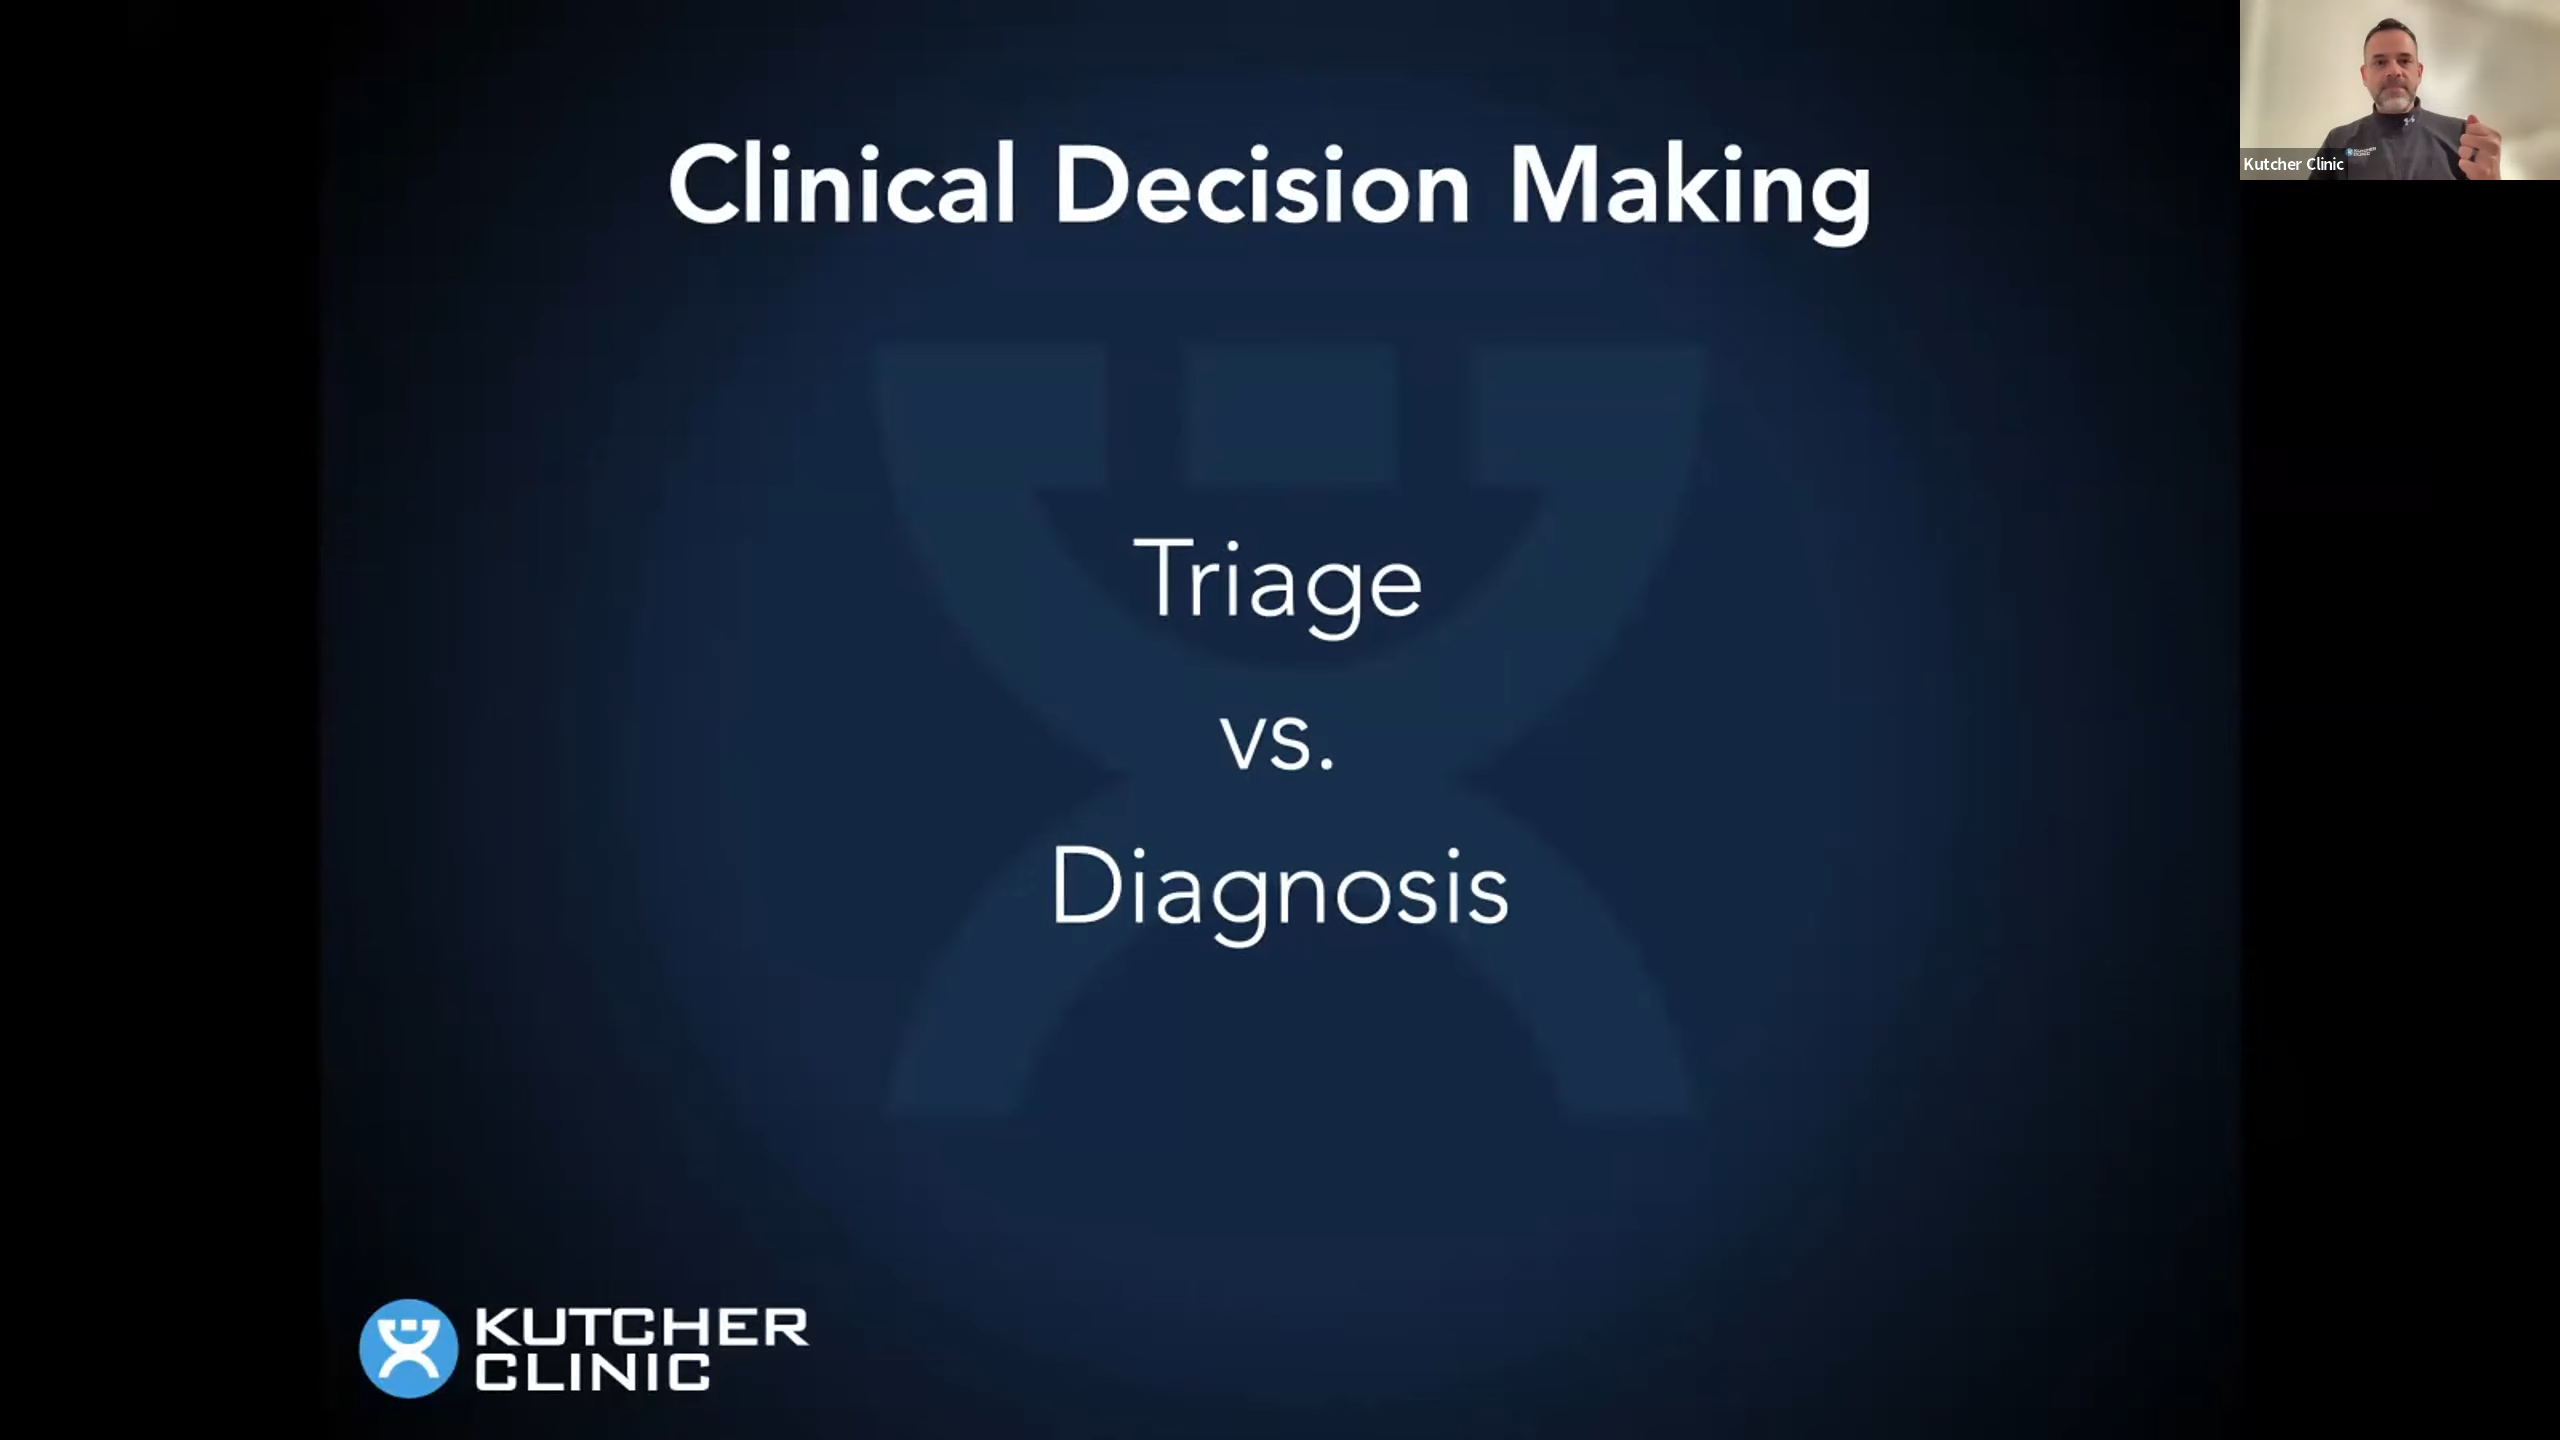 Clinical Decision Making
Kutcher Clinic
Triage
vs.
Diagnosis
KUTCHER
CLINIC